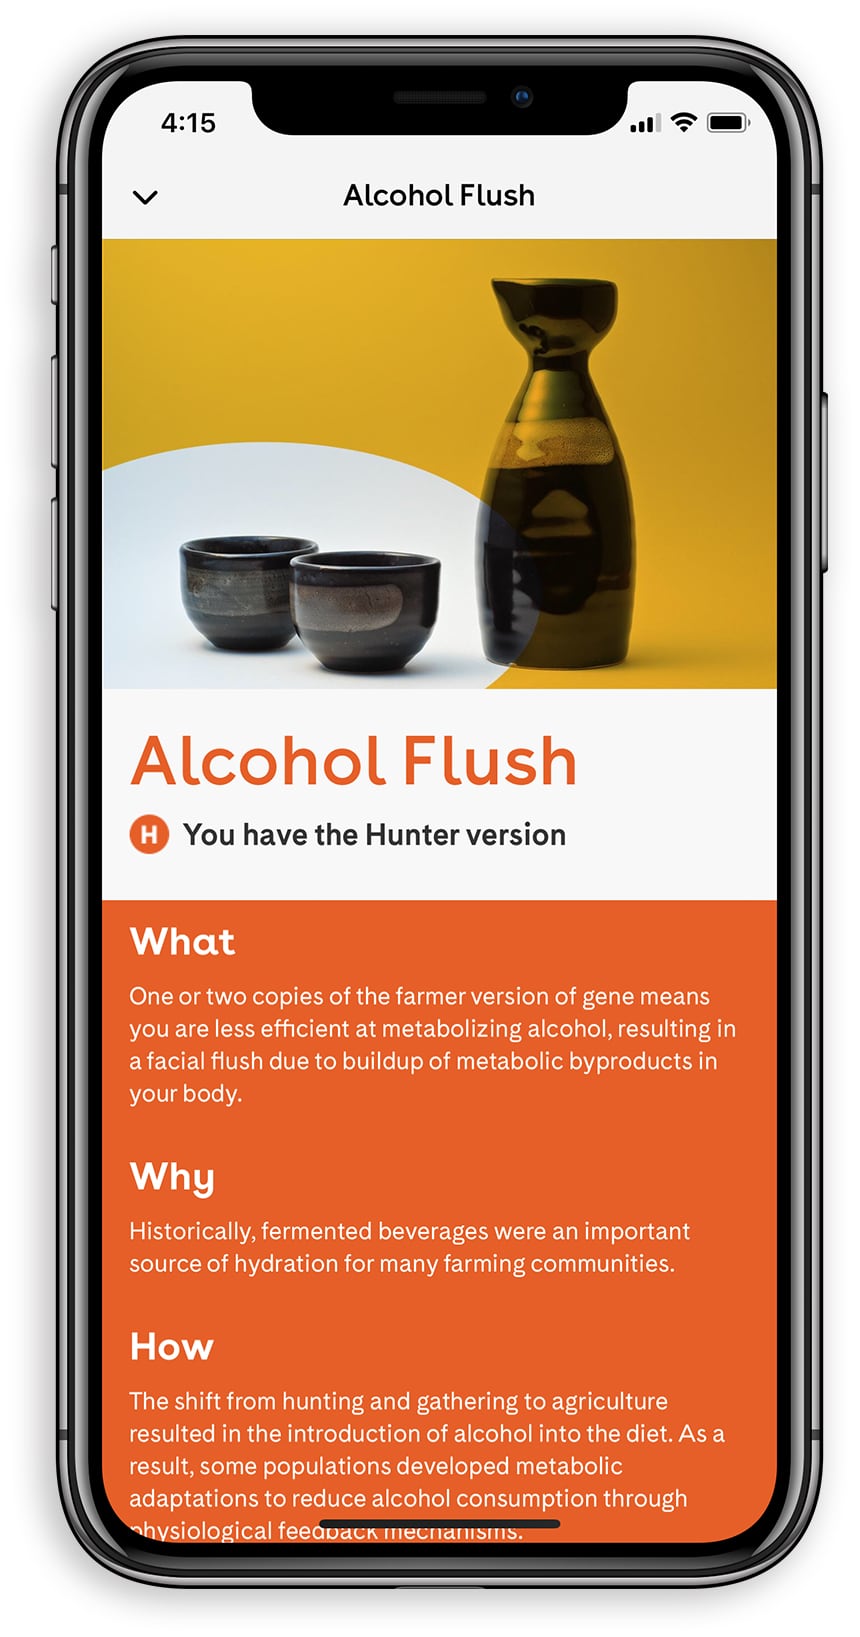 4:15
Alcohol Flush
Alcohol Flush
H You have the Hunter version
What
One or two copies of the farmer version of gene means
you are less efficient at metabolizing alcohol, resulting in
a facial flush due to buildup of metabolic byproducts in
your body.
Why
Historically, fermented beverages were an important
source of hydration for many farming communities.
How
The shift from hunting and gathering to agriculture
resulted in the introduction of alcohol into the diet. As a
result, some populations developed metabolic
adaptations to reduce alcohol consumption through
physiological feedback mechanisms.